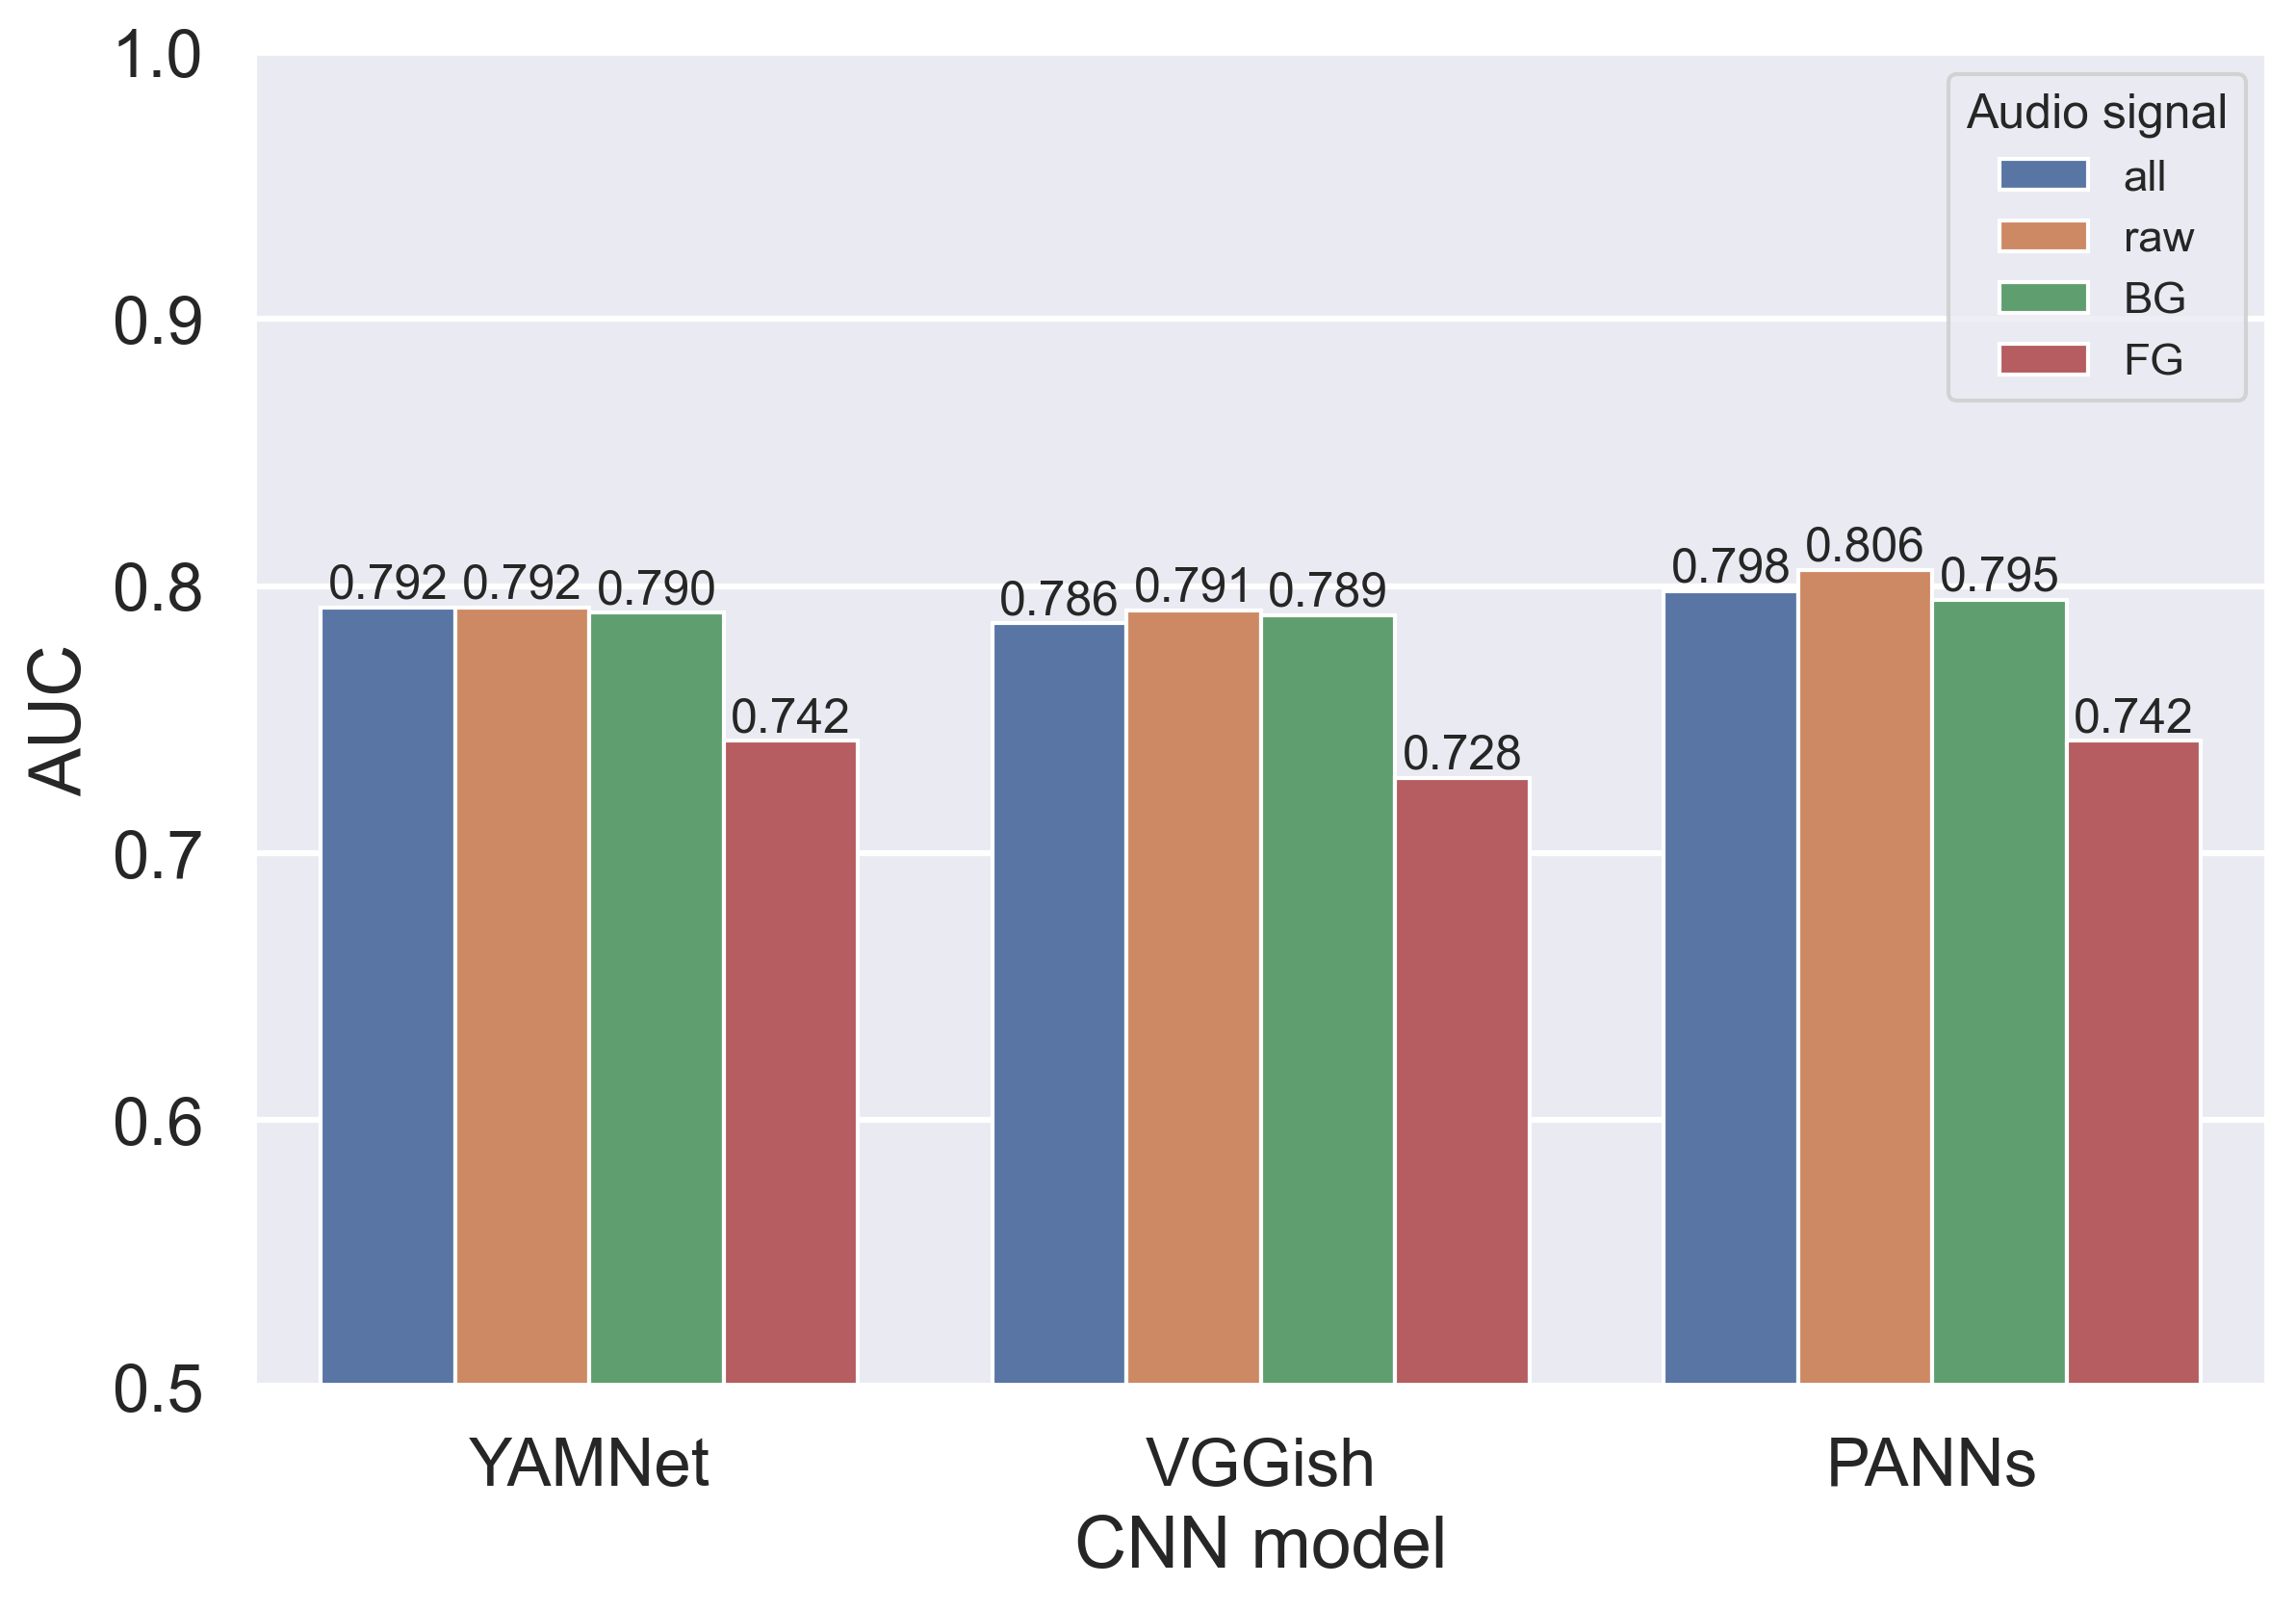 1.0
0.9
0.8
0.7
0.6
0.5
AUC
Audio signal
all
raw
BG
FG
0.792 0.792 0.790 0.742
0.786 0.791 0.789 0.728
0.798 0.806 0.795 0.742
YAMNet VGGish PANNs
CNN model